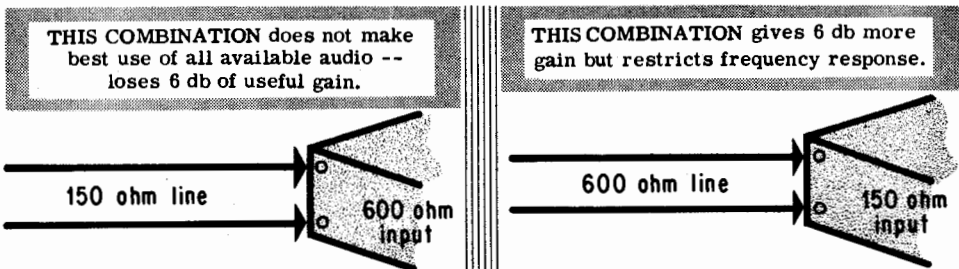 THIS COMBINATION does not make
best use of all available audio --
loses 6 db of useful gain.
150 ohm line
600 ohm
input
THIS COMBINATION gives 6 db more
gain but restricts frequency response.
600 ohm line
150 ohm
input